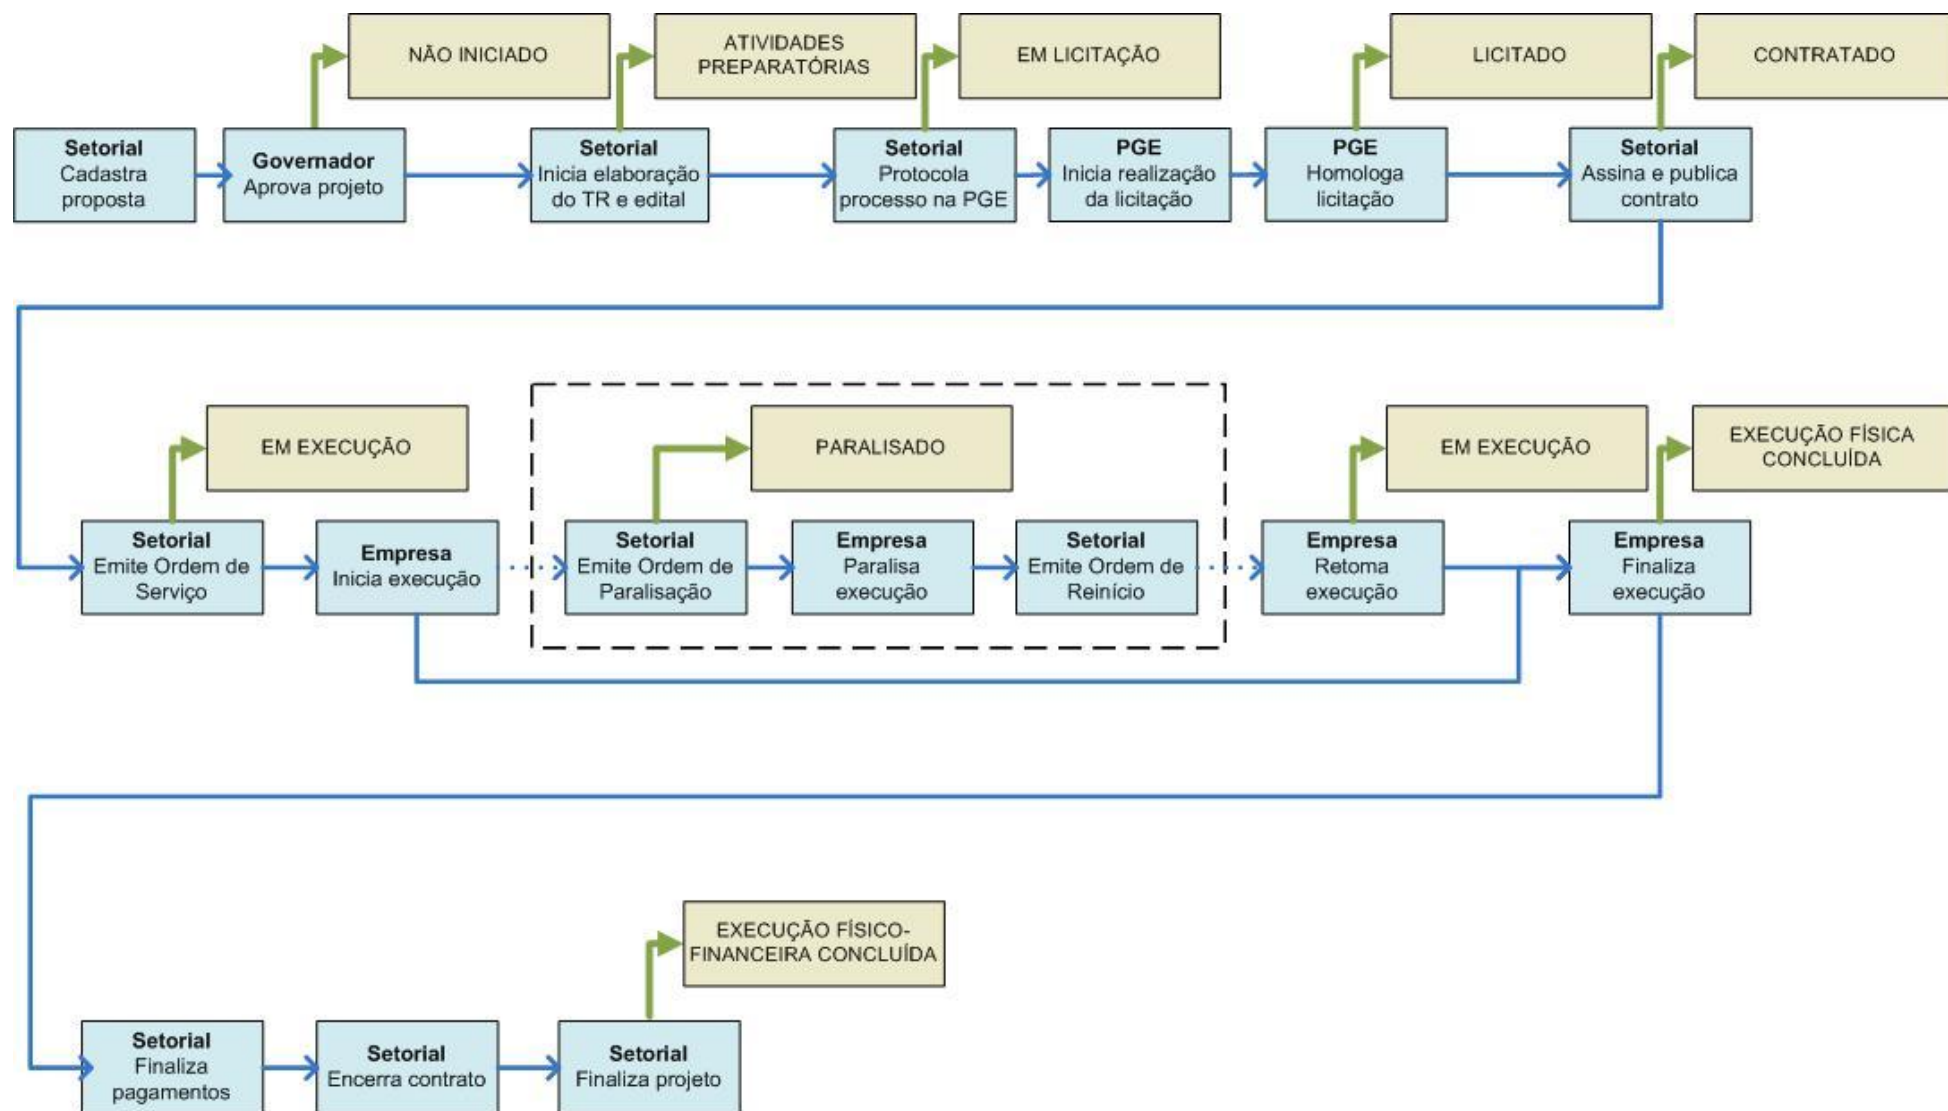 NÃO INICIADO
ATIVIDADES
PREPARATÓRIAS
EM LICITAÇÃO
LICITADO
CONTRATADO
Setorial
Cadastra
proposta
Governador
Aprova projeto
Setorial
Inicia elaboração
do TR e edital
Setorial
Protocola
processo na PGE
PGE
Inicia realização
da licitação
PGE
Homologa
licitação
Setorial
Assina e publica
contrato
EM EXECUÇÃO
PARALISADO
EM EXECUÇÃO
EXECUÇÃO FÍSICA
CONCLUÍDA
Setorial
Emite Ordem de
Serviço
Empresa
Inicia execução
Setorial
Emite Ordem de
Paralisação
Empresa
Paralisa
execução
Setorial
Emite Ordem de
Reinício
Empresa
Retoma
execução
Empresa
Finaliza
execução
EXECUÇÃO FÍSICO-
FINANCEIRA CONCLUÍDA
Setorial
Finaliza
pagamentos
Setorial
Encerra contrato
Setorial
Finaliza projeto